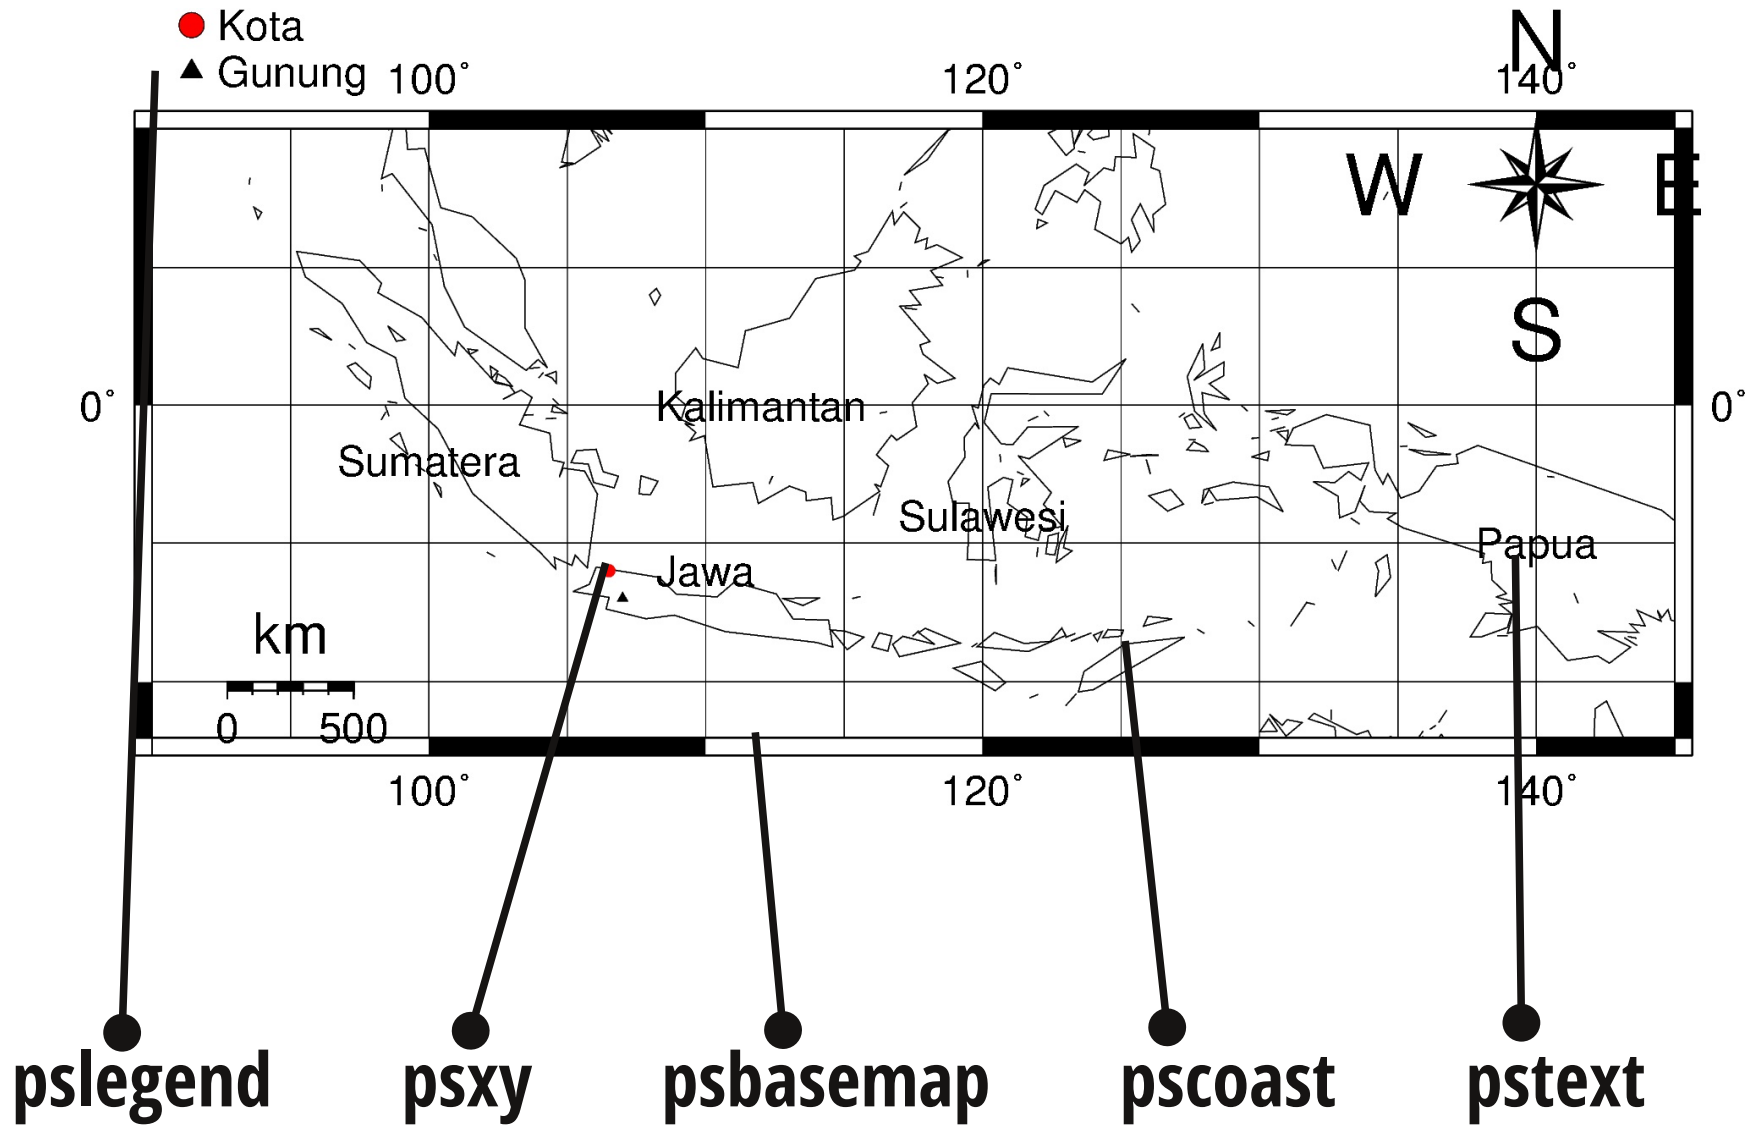 Kota
Gunung
N
100° 120° 140°
W E
S
0° 0°
Kalimantan
Sumatera
Sulawesi
Papua
Jawa
km
0 500
100° 120° 140°
pslegend psxy psbasemap pscoast pstext